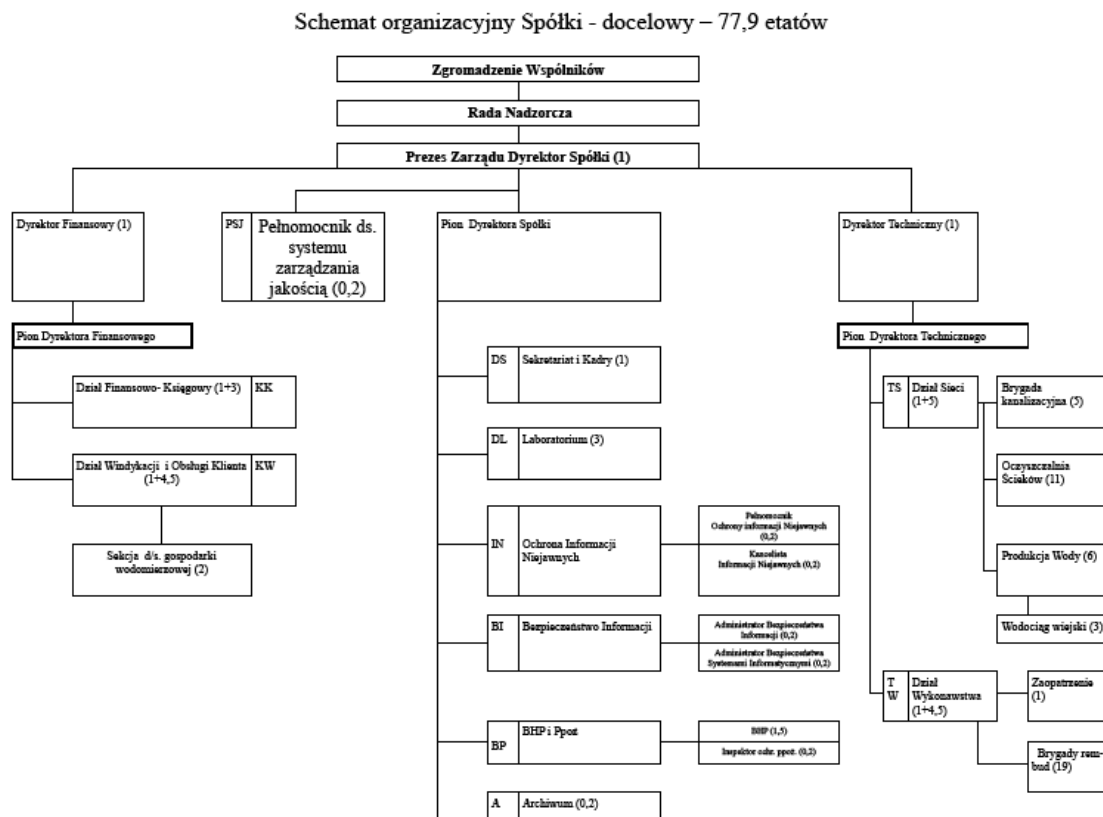 Schemat organizacyjny Spółki - docelowy – 77,9 etatów
Zgromadzenie Wspólników
Rada Nadzorcza
Prezes Zarządu Dyrektor Spółki (1)
Dyrektor Finansowy (1)
PSJ
Pełnomocnik ds.
systemu
zarządzania
jakością (0,2)
Pion Dyrektora Spółki
Dyrektor Techniczny (1)
Pion Dyrektora Finansowego
Pion Dyrektora Technicznego
Dział Finansowo- Księgowy (1+3)
KK
Dział Windykacji i Obsługi Klienta
(1+4,5)
KW
Sekcja d/s. gospodarki
wodomierzowej (2)
DS
Sekretariat i Kadry (1)
DL
Laboratorium (3)
IN
Ochrona Informacji
Niejawnych
Pełnomocnik
Ochrony informacji Niejawnych
(0,2)
Kancelista
Informacji Niejawnych (0,2)
BI
Bezpieczeństwo Informacji
Administrator Bezpieczeństwa
Informacji (0,2)
Administrator Bezpieczeństwa
Systemami Informatycznymi (0,2)
BP
BHP i Ppoż
BHP (1,5)
Inspektor ochr. ppoż. (0,2)
A
Archiwum (0,2)
TS
Dział Sieci
(1+5)
Brygada
kanalizacyjna (5)
Oczyszczalnia
Ścieków (11)
Produkcja Wody (6)
Wodociąg wiejski (3)
T
W
Dział
Wykonawstwa
(1+4,5)
Zaopatrzenie
(1)
Brygady rem-
bud (19)